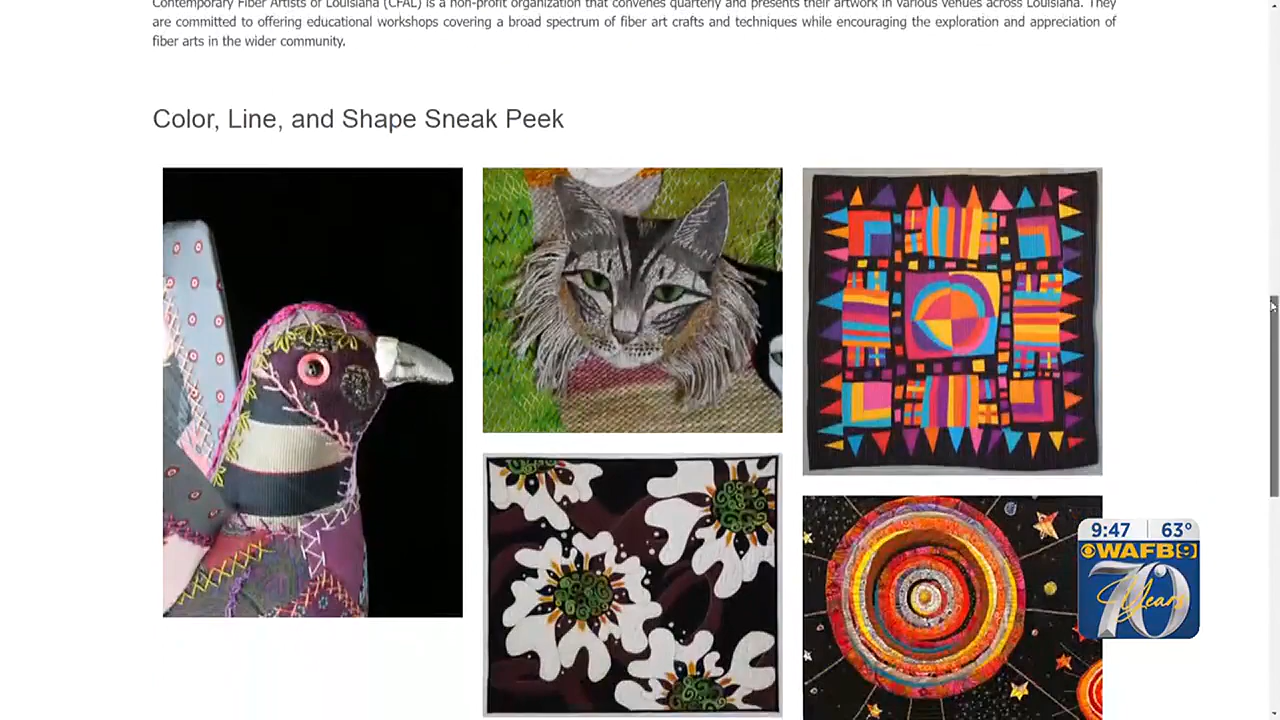 Contemporary Fiber Artists of Louisiana (CFAL) is a non-profit organization that convenes quarterly and presents their artwork in various venues across Louisiana. They
are committed to offering educational workshops covering a broad spectrum of fiber art crafts and techniques while encouraging the exploration and appreciation of
fiber arts in the wider community.
Color, Line, and Shape Sneak Peek
9:47 63°
WAFB 9
70
Years